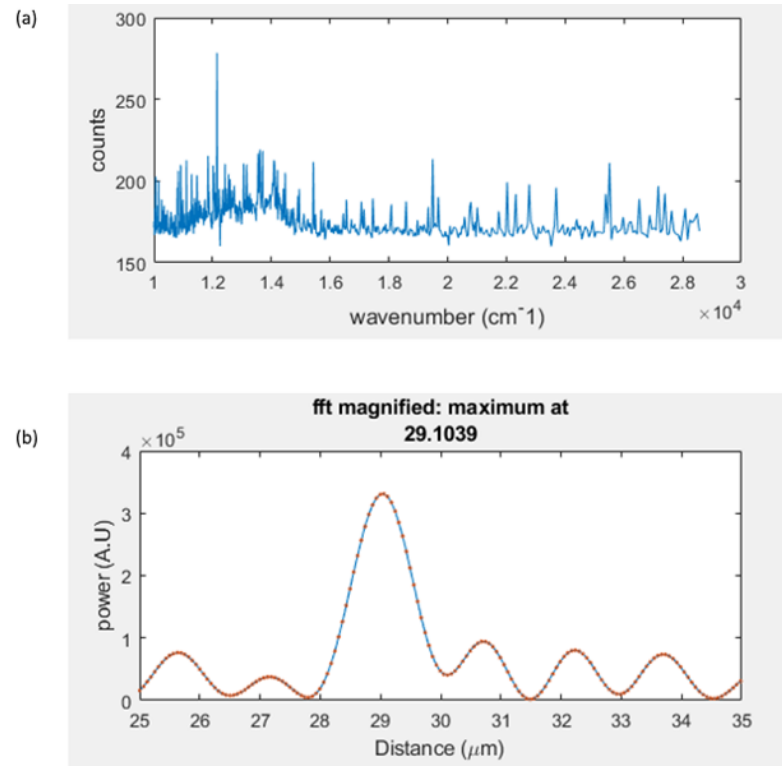 (a)
300
250
200
150
counts
1 1.2 1.4 1.6 1.8 2 2.2 2.4 2.6 2.8 3
wavenumber (cm⁻1)
× 10⁴
(b)
fft magnified: maximum at
29.1039
× 10⁵
4
3
2
1
0
power (A.U)
25 26 27 28 29 30 31 32 33 34 35
Distance (μm)